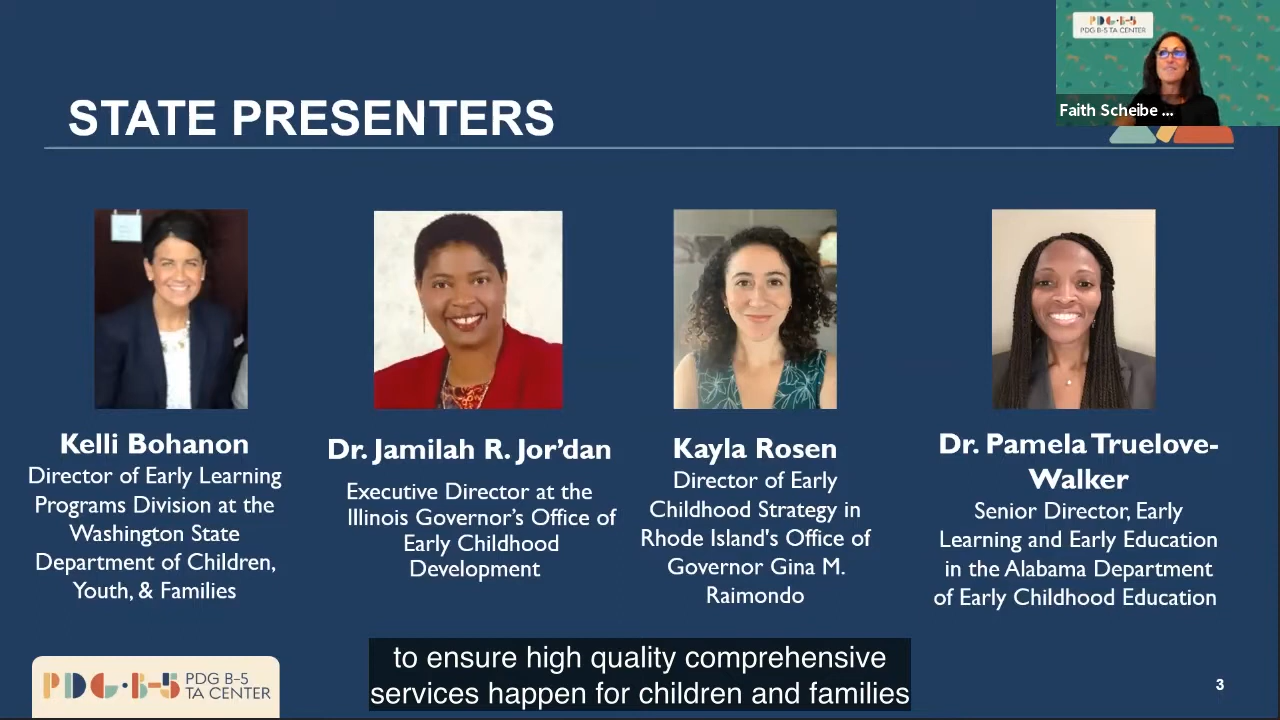 PDG B-5
PDG B-5 TA CENTER
Faith Scheibe ...
STATE PRESENTERS
Kelli Bohanon
Director of Early Learning
Programs Division at the
Washington State
Department of Children,
Youth, & Families
Dr. Jamilah R. Jor’dan
Executive Director at the
Illinois Governor’s Office of
Early Childhood
Development
Kayla Rosen
Director of Early
Childhood Strategy in
Rhode Island's Office of
Governor Gina M.
Raimondo
Dr. Pamela Truelove-
Walker
Senior Director, Early
Learning and Early Education
in the Alabama Department
of Early Childhood Education
to ensure high quality comprehensive
services happen for children and families
PDG·B-5
PDG B–5
TA CENTER
3